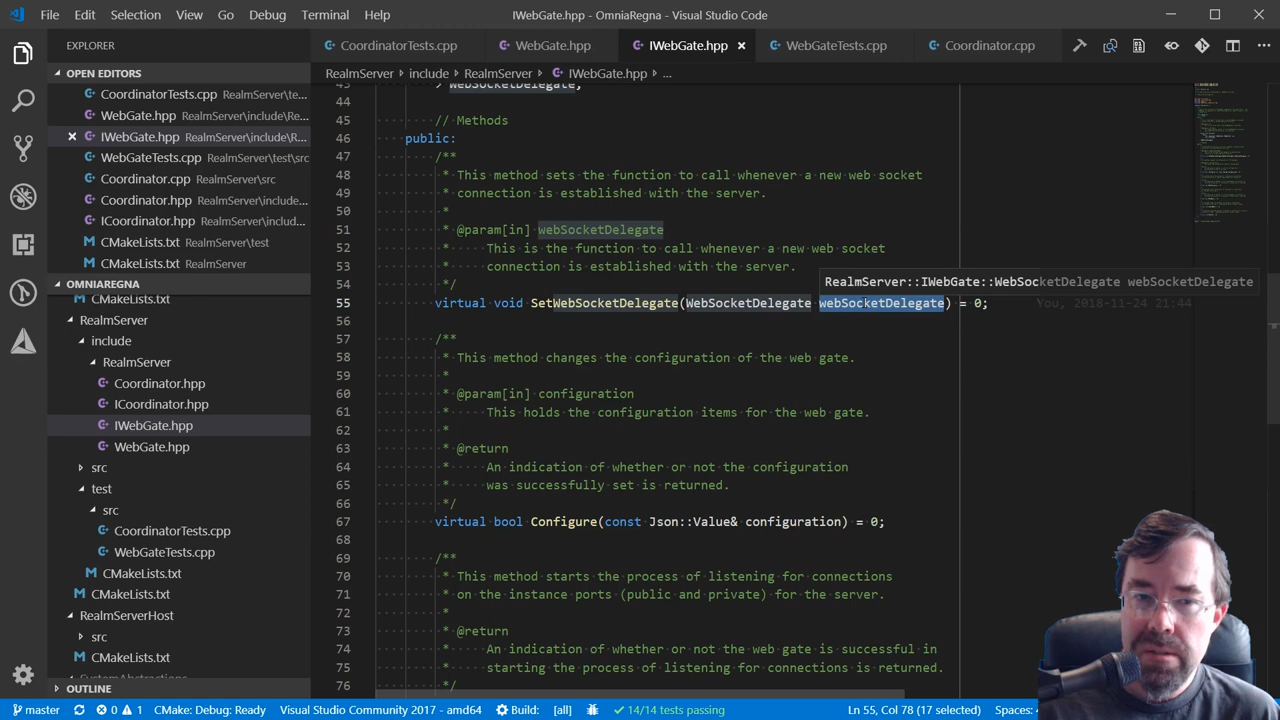 File Edit Selection View Go Debug Terminal Help IWebGate.hpp - OmniaRegna - Visual Studio Code
EXPLORER
CoordinatorTests.cpp WebGate.hpp IWebGate.hpp WebGateTests.cpp Coordinator.cpp
OPEN EDITORS
CoordinatorTests.cpp RealmServer\te...
WebGate.hpp RealmServer\include\Re...
IWebGate.hpp RealmServer\include\R...
WebGateTests.cpp RealmServer\test\src
Coordinator.cpp RealmServer\src
Coordinator.hpp RealmServer\include...
ICoordinator.hpp RealmServer\includ...
CMakeLists.txt RealmServer\test
CMakeLists.txt RealmServer
OMNIAREGNA
CMakeLists.txt
RealmServer
include
RealmServer
Coordinator.hpp
ICoordinator.hpp
IWebGate.hpp
WebGate.hpp
src
test
src
CoordinatorTests.cpp
WebGateTests.cpp
CMakeLists.txt
CMakeLists.txt
RealmServerHost
src
CMakeLists.txt
SystemAbstractions
OUTLINE
RealmServer › include › RealmServer › IWebGate.hpp › ...
43 > WebSocketDelegate;
44
45 // Methods
46 public:
47 /**
48 * This method sets the function to call whenever a new web socket
49 * connection is established with the server.
50 *
51 * @param[in] webSocketDelegate
52 * This is the function to call whenever a new web socket
53 * connection is established with the server.
54 */
RealmServer::IWebGate::WebSocketDelegate webSocketDelegate
55 virtual void SetWebSocketDelegate(WebSocketDelegate webSocketDelegate) = 0; You, 2018-11-24 21:44
56
57 /**
58 * This method changes the configuration of the web gate.
59 *
60 * @param[in] configuration
61 * This holds the configuration items for the web gate.
62 *
63 * @return
64 * An indication of whether or not the configuration
65 * was successfully set is returned.
66 */
67 virtual bool Configure(const Json::Value& configuration) = 0;
68
69 /**
70 * This method starts the process of listening for connections
71 * on the instance ports (public and private) for the server.
72 *
73 * @return
74 * An indication of whether or not the web gate is successful in
75 * starting the process of listening for connections is returned.
76 */
master 0 1 CMake: Debug: Ready Visual Studio Community 2017 - amd64 Build: [all] 14/14 tests passing Ln 55, Col 78 (17 selected) Spaces: